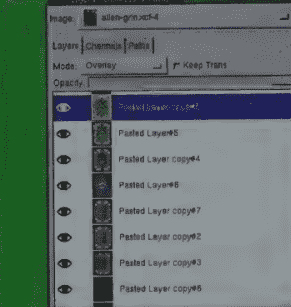 Image: alien-grin.xcf-4
Layers Channels Paths
Mode: Overlay Keep Trans
Opacity:
Pasted Layer#5
Pasted Layer copy#4
Pasted Layer#6
Pasted Layer copy#7
Pasted Layer copy#2
Pasted Layer copy#3
Pasted Layer copy#6